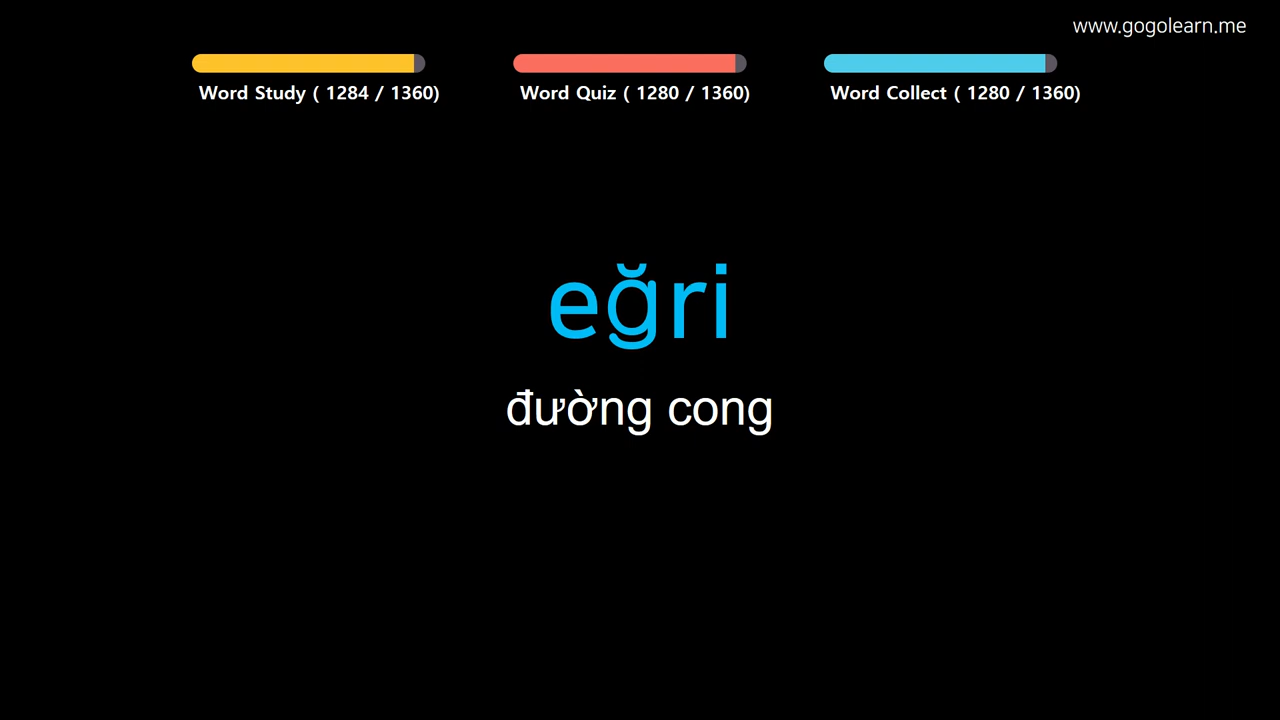 www.gogolearn.me
Word Study ( 1284 / 1360)
Word Quiz ( 1280 / 1360)
Word Collect ( 1280 / 1360)
eğri
đường cong